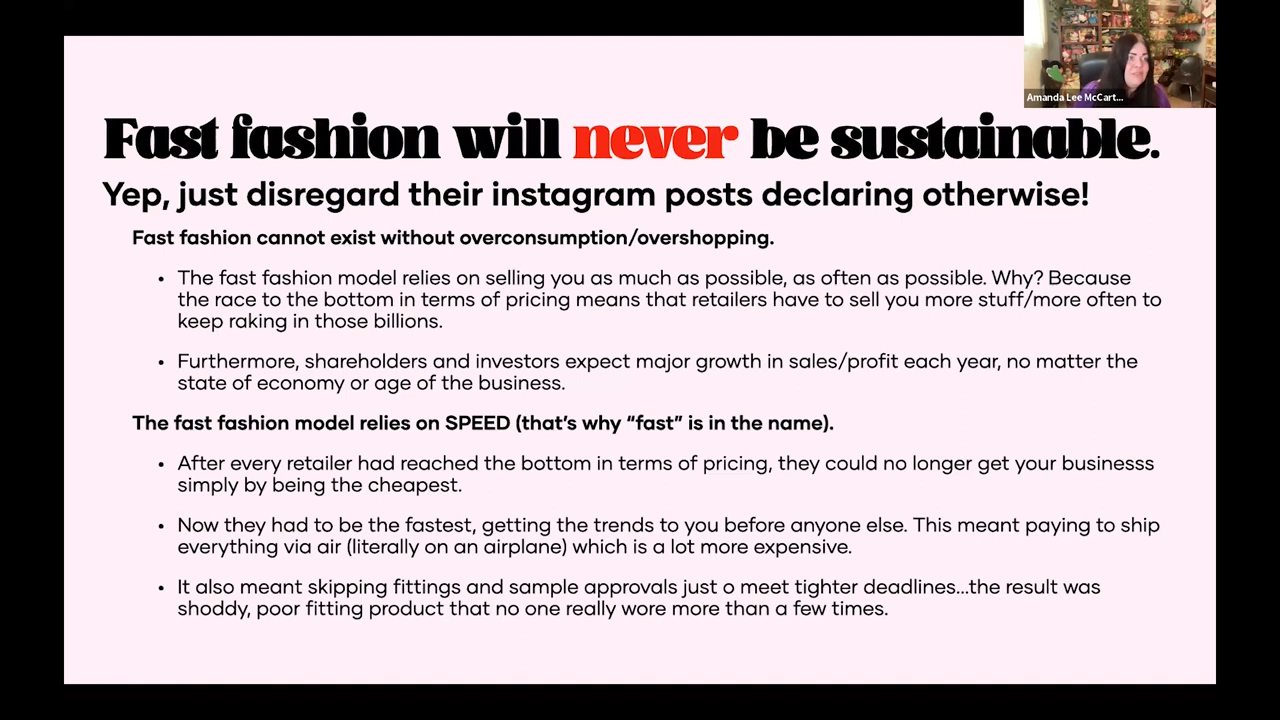 Amanda Lee McCart...
Fast fashion will never be sustainable.
Yep, just disregard their instagram posts declaring otherwise!
Fast fashion cannot exist without overconsumption/overshopping.
• The fast fashion model relies on selling you as much as possible, as often as possible. Why? Because
the race to the bottom in terms of pricing means that retailers have to sell you more stuff/more often to
keep raking in those billions.
• Furthermore, shareholders and investors expect major growth in sales/profit each year, no matter the
state of economy or age of the business.
The fast fashion model relies on SPEED (that's why “fast” is in the name).
• After every retailer had reached the bottom in terms of pricing, they could no longer get your businesss
simply by being the cheapest.
• Now they had to be the fastest, getting the trends to you before anyone else. This meant paying to ship
everything via air (literally on an airplane) which is a lot more expensive.
• It also meant skipping fittings and sample approvals just o meet tighter deadlines...the result was
shoddy, poor fitting product that no one really wore more than a few times.